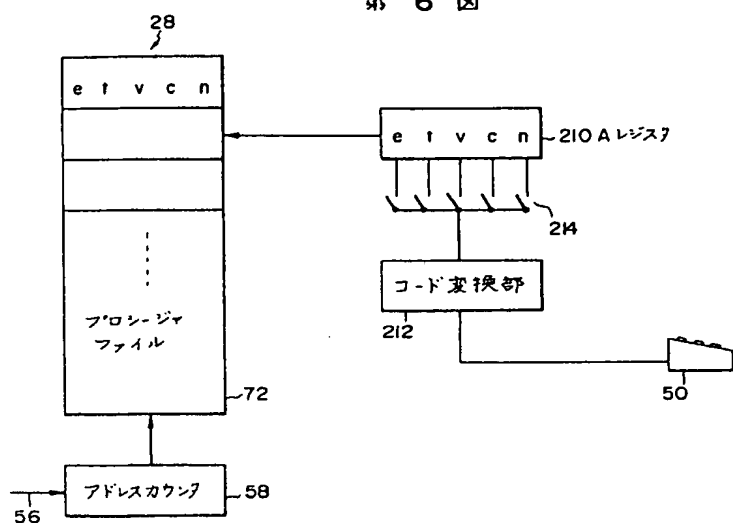 第 6 図
28
e t v c n
e t v c n
210 A レジスタ
214
コード変換部
212
プロシージャ
ファイル
50
72
アドレスカウンタ
58
56